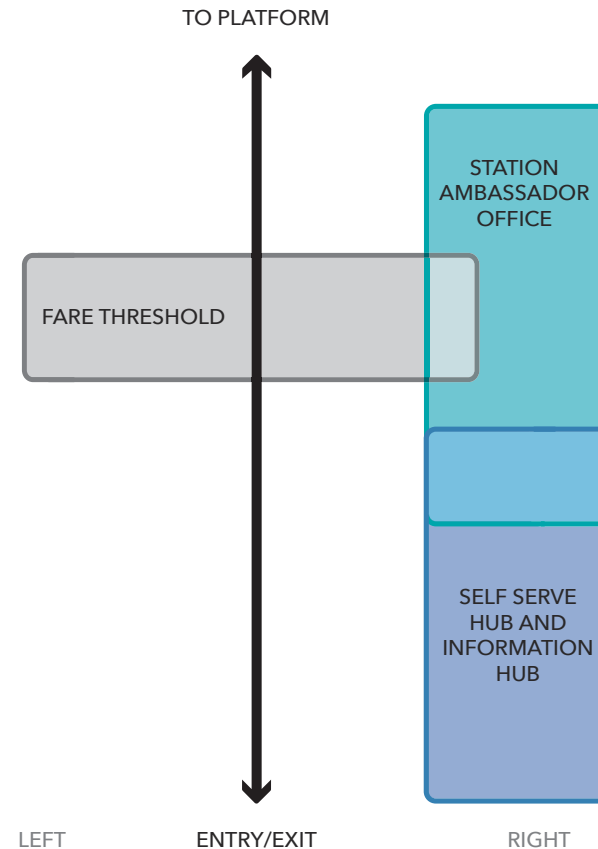 TO PLATFORM
STATION
AMBASSADOR
OFFICE
FARE THRESHOLD
SELF SERVE
HUB AND
INFORMATION
HUB
LEFT
ENTRY/EXIT
RIGHT